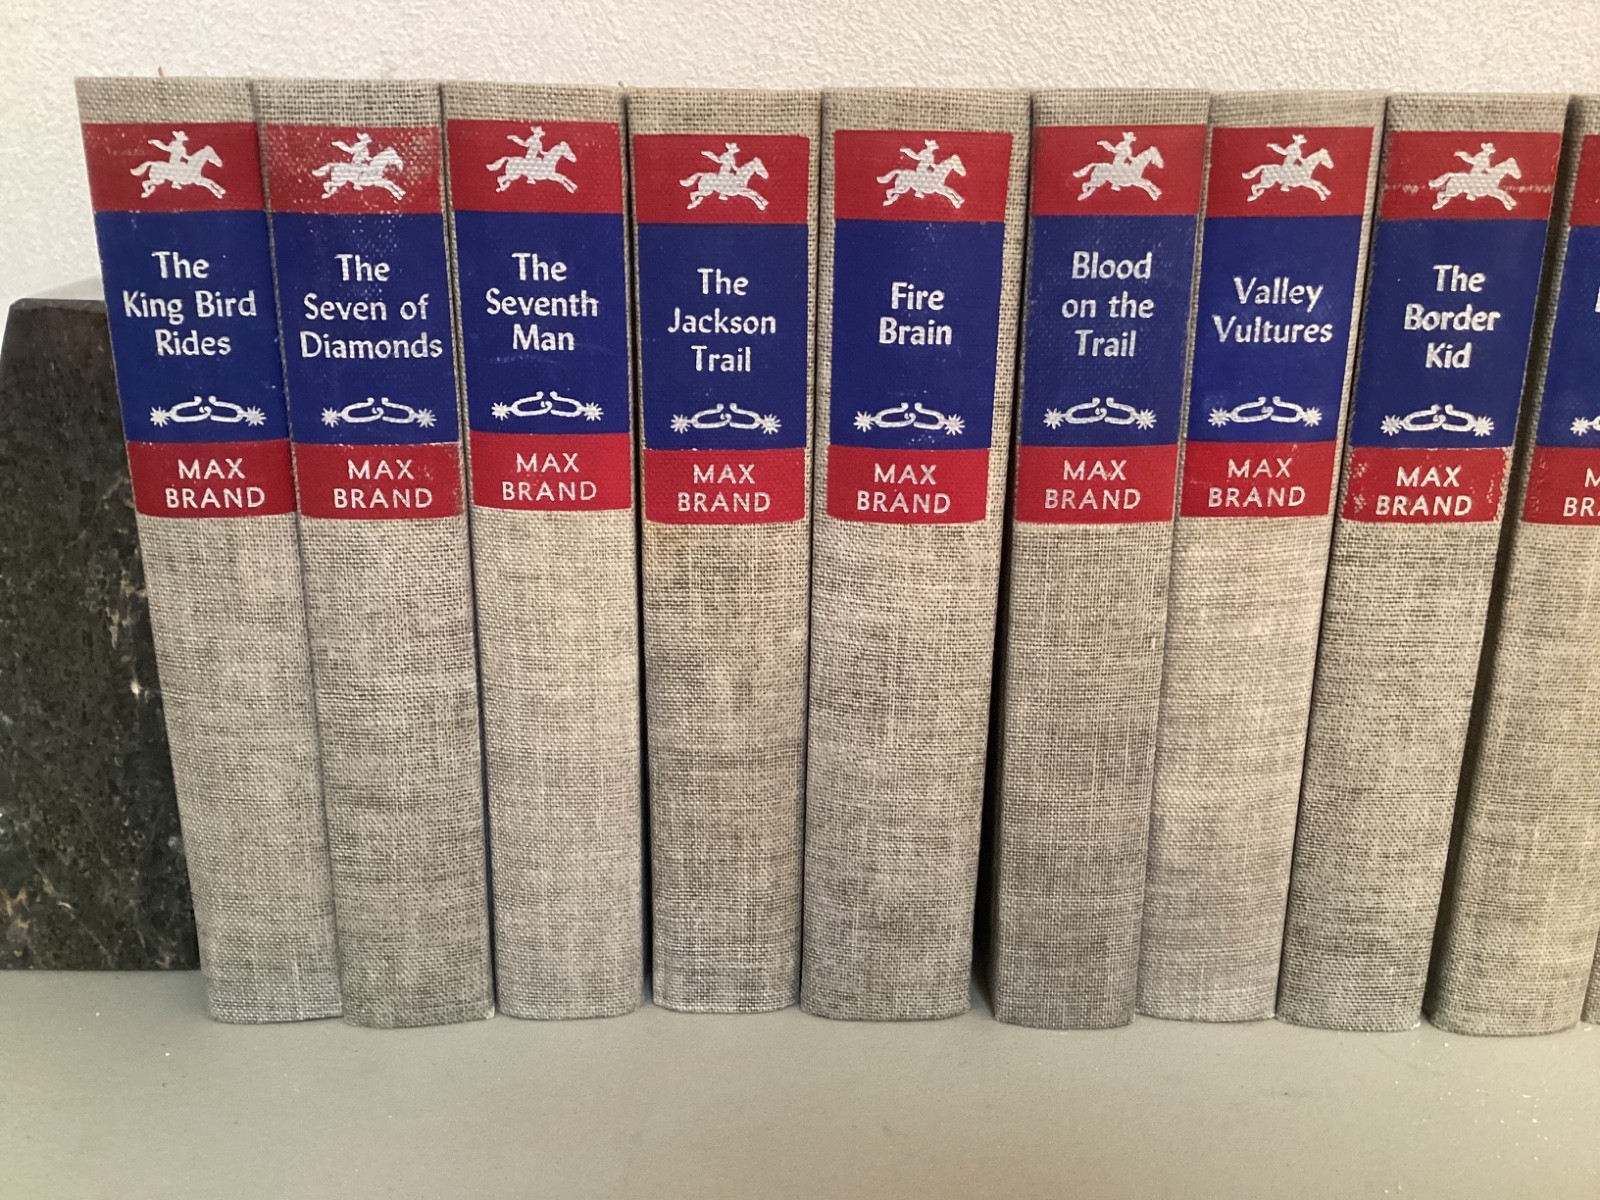 The
King Bird
Rides
MAX
BRAND
The
Seven of
Diamonds
MAX
BRAND
The
Seventh
Man
MAX
BRAND
The
Jackson
Trail
MAX
BRAND
Fire
Brain
MAX
BRAND
Blood
on the
Trail
MAX
BRAND
Valley
Vultures
MAX
BRAND
The
Border
Kid
MAX
BRAND